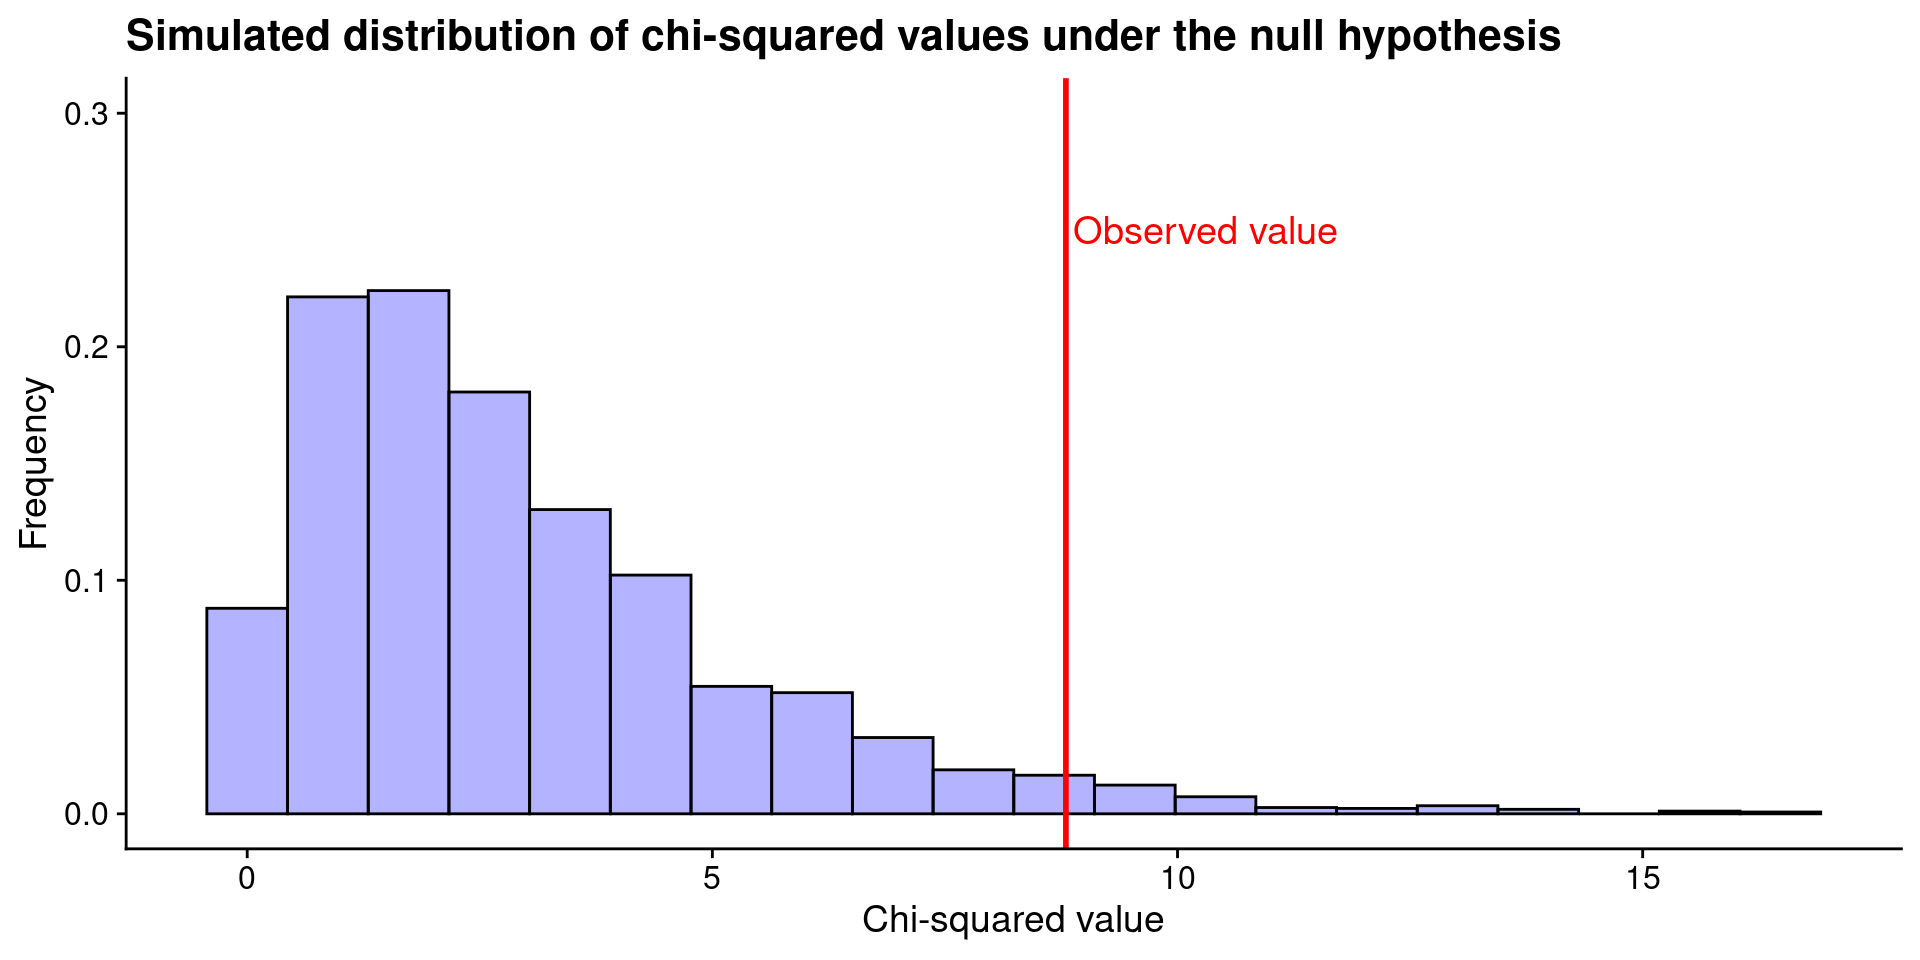 Simulated distribution of chi-squared values under the null hypothesis
0.3
Observed value
0.2
0.1
0.0
Frequency
0 5 10 15
Chi-squared value